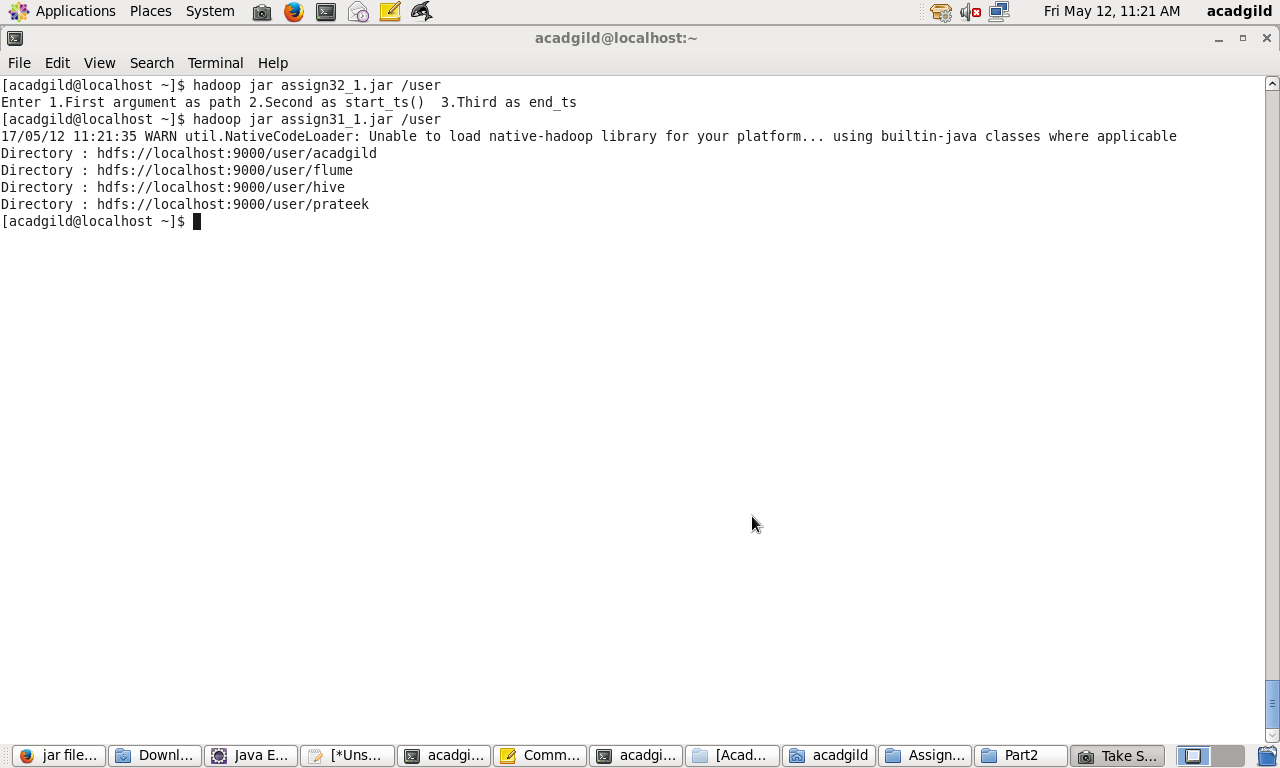 Applications Places System Fri May 12, 11:21 AM acadgild
acadgild@localhost:~
File Edit View Search Terminal Help
[acadgild@localhost ~]$ hadoop jar assign32_1.jar /user
Enter 1.First argument as path 2.Second as start_ts()  3.Third as end_ts
[acadgild@localhost ~]$ hadoop jar assign31_1.jar /user
17/05/12 11:21:35 WARN util.NativeCodeLoader: Unable to load native-hadoop library for your platform... using builtin-java classes where applicable
Directory : hdfs://localhost:9000/user/acadgild
Directory : hdfs://localhost:9000/user/flume
Directory : hdfs://localhost:9000/user/hive
Directory : hdfs://localhost:9000/user/prateek
[acadgild@localhost ~]$
jar file... Downl... Java E... [*Uns... acadgi... Comm... acadgi... [Acad... acadgild Assign... Part2 Take S...